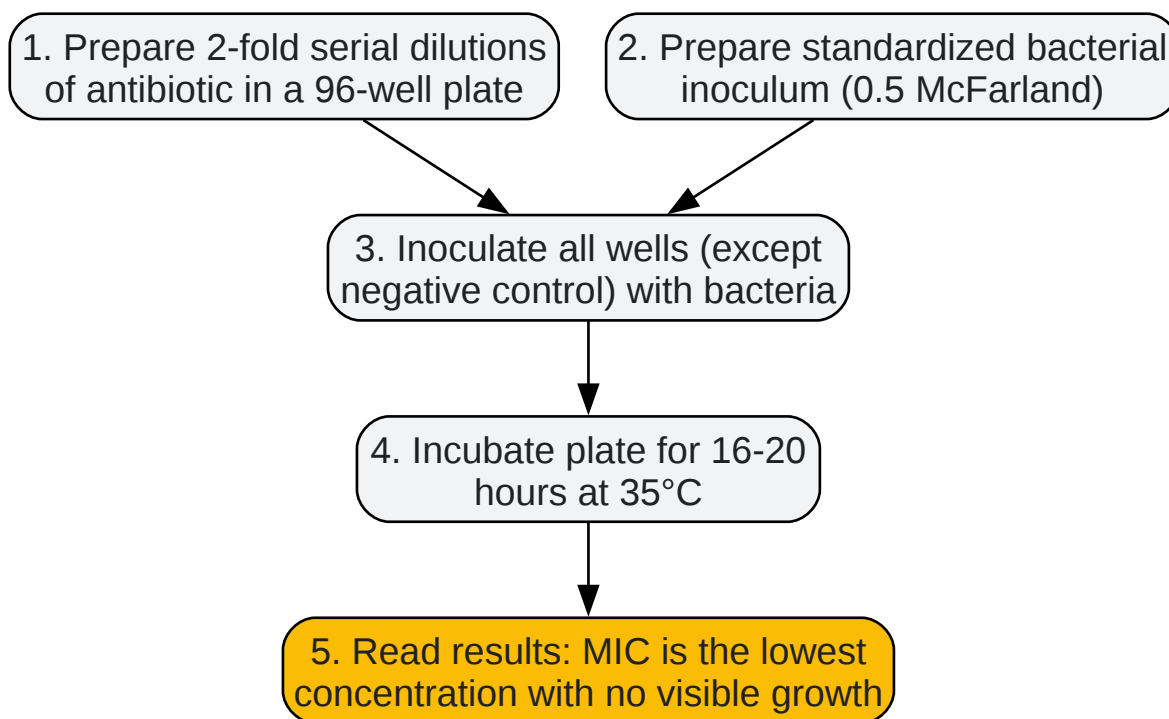 1. Prepare 2-fold serial dilutions
of antibiotic in a 96-well plate
2. Prepare standardized bacterial
inoculum (0.5 McFarland)
3. Inoculate all wells (except
negative control) with bacteria
4. Incubate plate for 16-20
hours at 35°C
5. Read results: MIC is the lowest
concentration with no visible growth